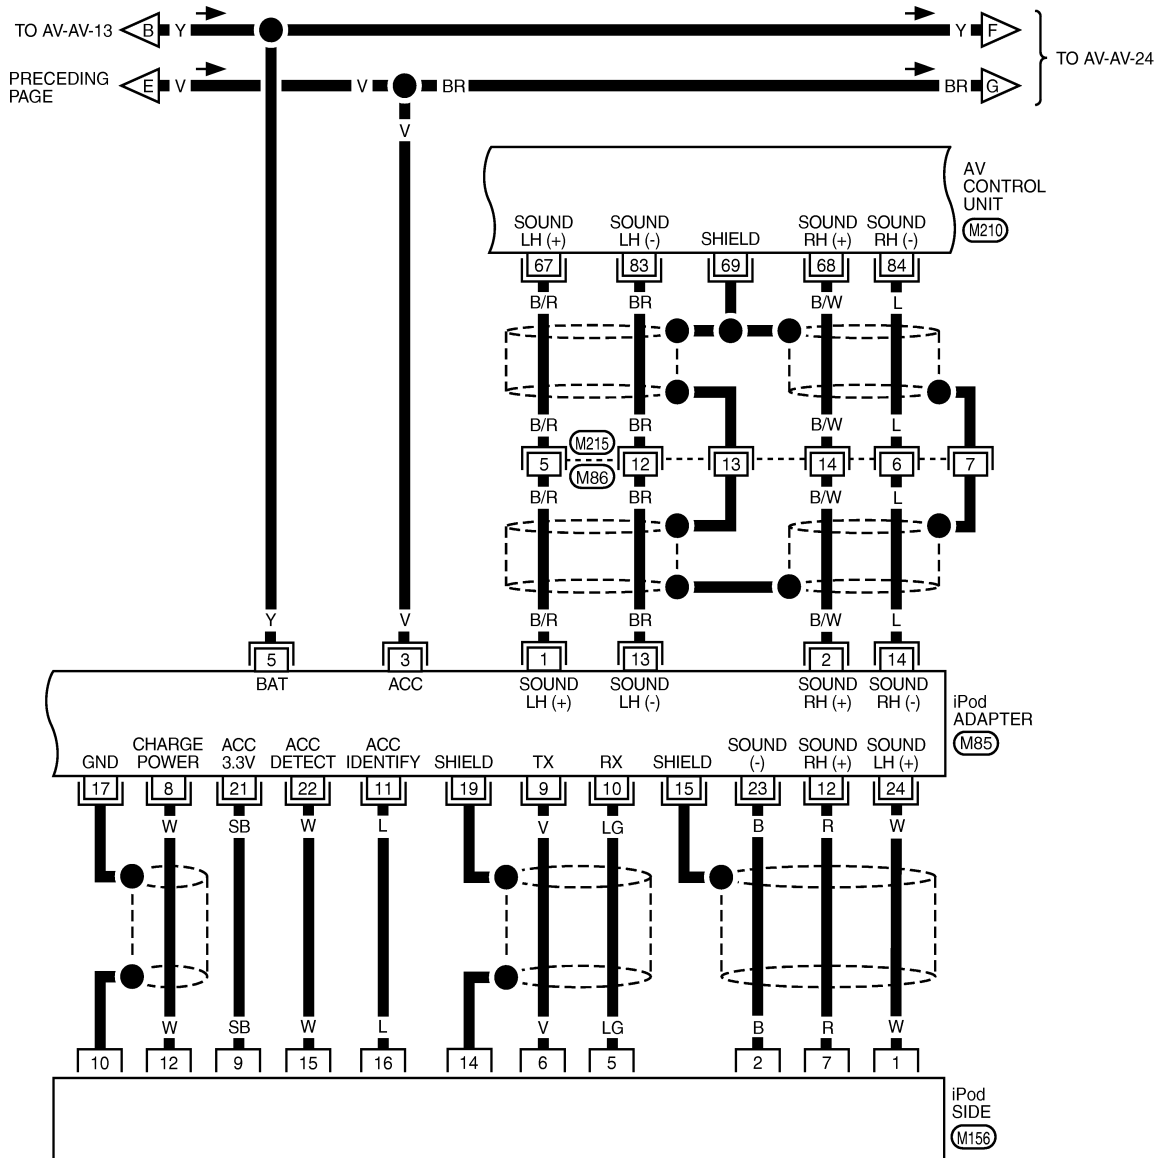 TO AV-AV-13 B Y Y F
TO AV-AV-24
PRECEDING
PAGE
E V V BR BR G
V
AV
CONTROL
UNIT
M210
SOUND SOUND SOUND SOUND
LH (+) LH (-) SHIELD RH (+) RH (-)
67 83 69 68 84
B/R BR B/W L
B/R BR B/W L
M215
5 12 13 14 6 7
M86
B/R BR B/W L
Y V B/R BR B/W L
5 3 1 13 2 14
BAT ACC SOUND SOUND SOUND SOUND
LH (+) LH (-) RH (+) RH (-)
iPod
ADAPTER
M85
CHARGE ACC ACC ACC SOUND SOUND SOUND
GND POWER 3.3V DETECT IDENTIFY SHIELD TX RX SHIELD (-) RH (+) LH (+)
17 8 21 22 11 19 9 10 15 23 12 24
W SB W L V LG B R W
W SB W L V LG B R W
10 12 9 15 16 14 6 5 2 7 1
iPod
SIDE
M156